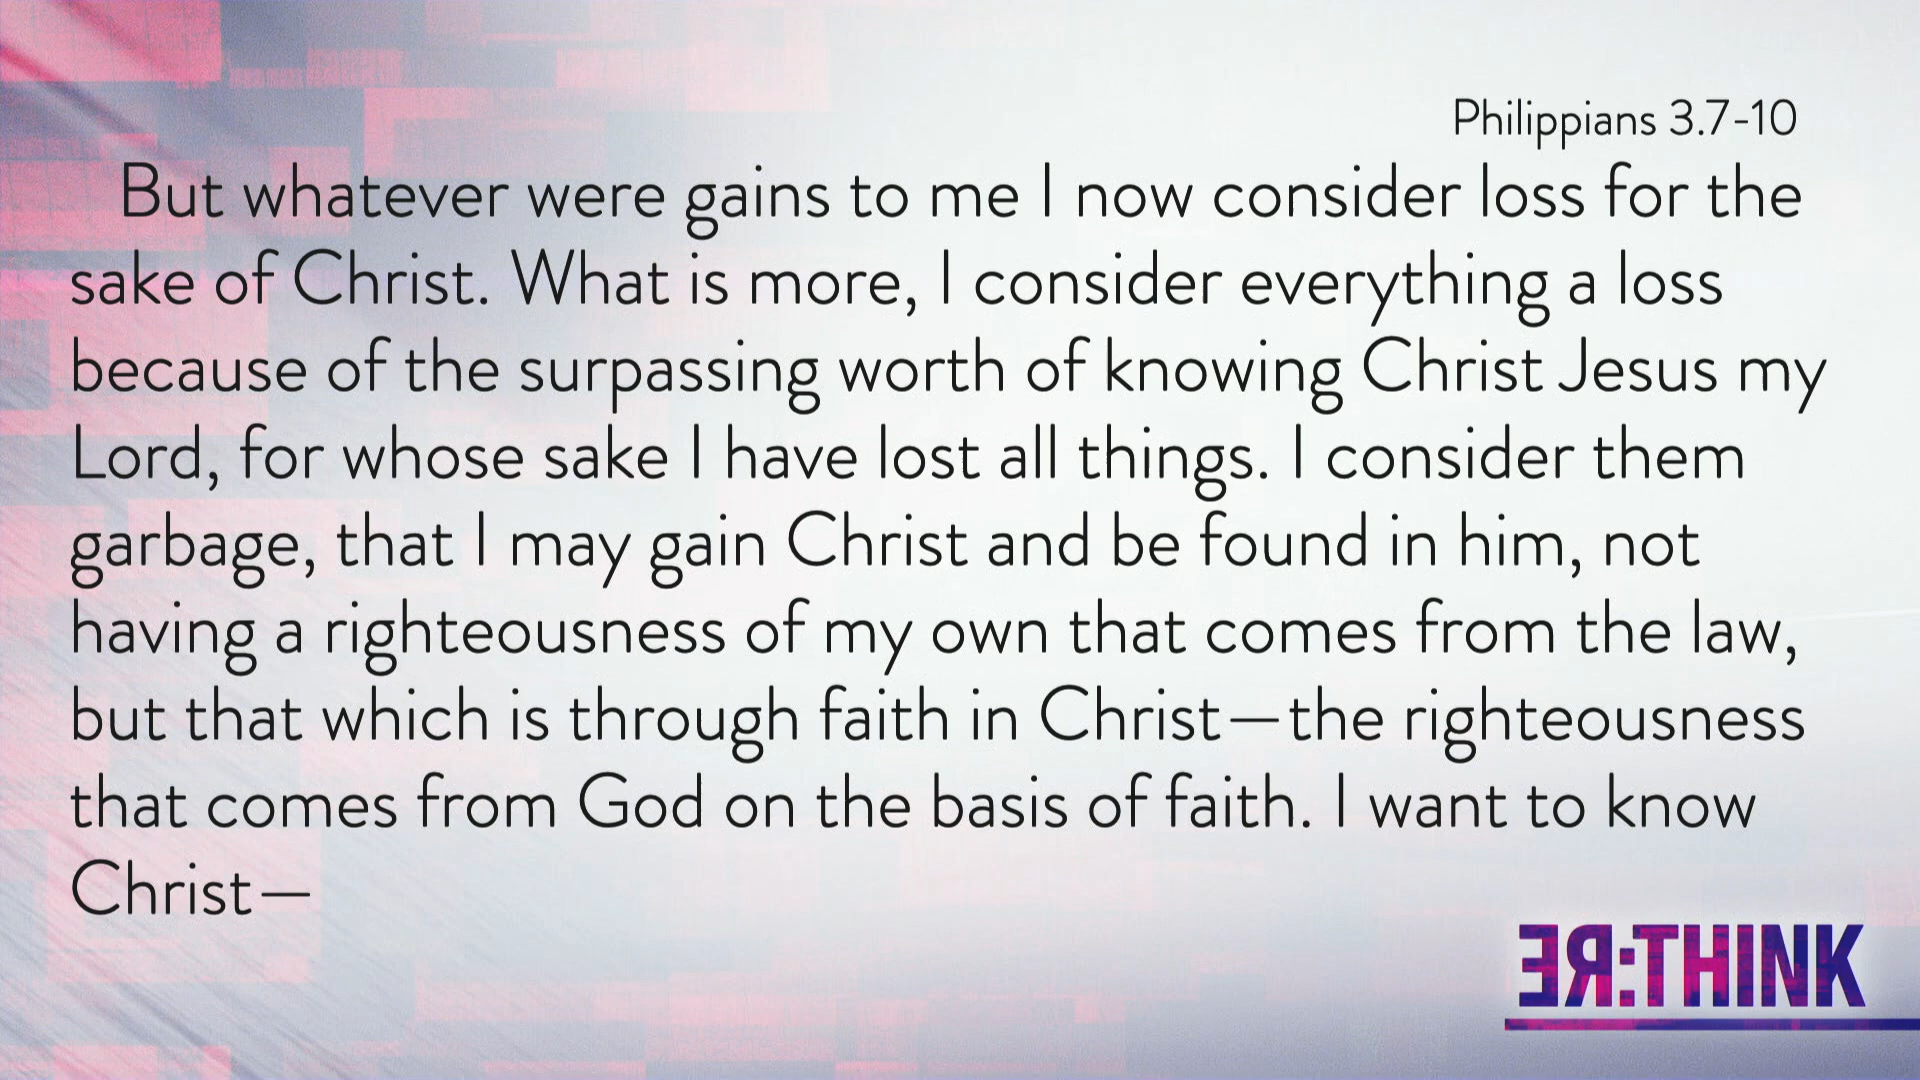 Philippians 3.7-10
But whatever were gains to me I now consider loss for the
sake of Christ. What is more, I consider everything a loss
because of the surpassing worth of knowing Christ Jesus my
Lord, for whose sake I have lost all things. I consider them
garbage, that I may gain Christ and be found in him, not
having a righteousness of my own that comes from the law,
but that which is through faith in Christ—the righteousness
that comes from God on the basis of faith. I want to know
Christ—
RE:THINK